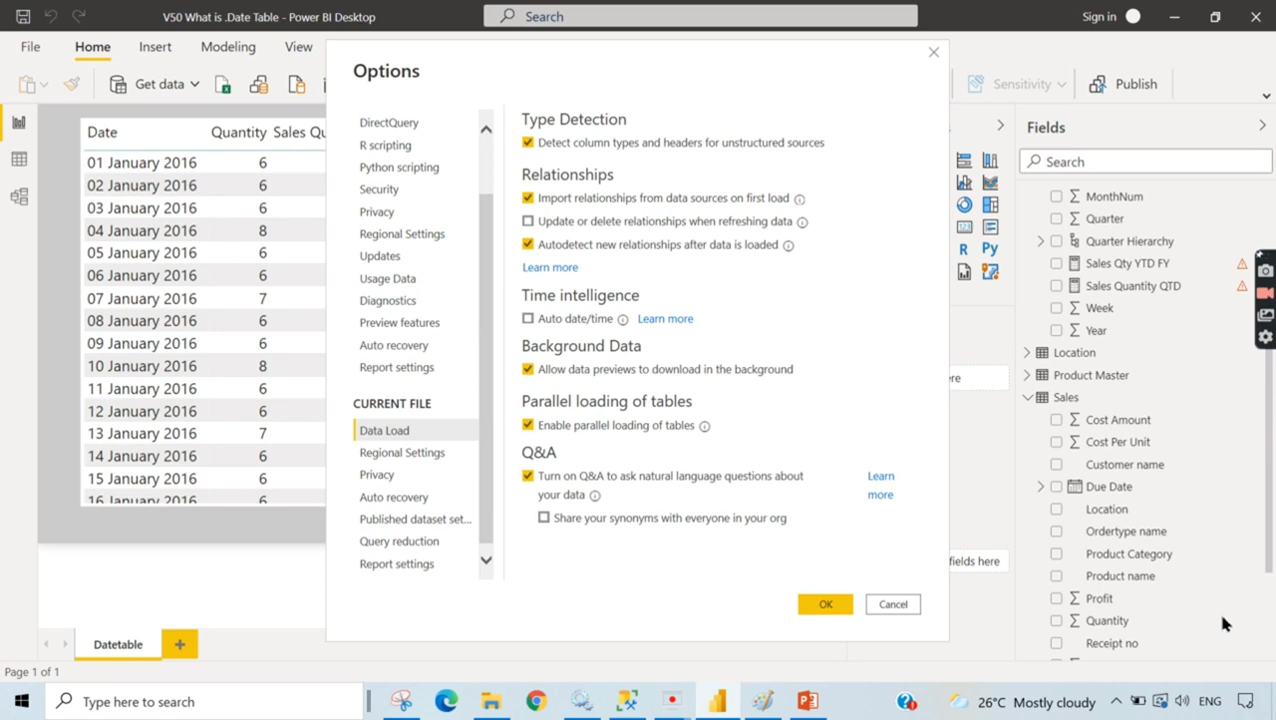 V50 What is .Date Table - Power BI Desktop
Search
Sign in
File
Home
Insert
Modeling
View
Get data
Sensitivity
Publish
Options
DirectQuery
R scripting
Python scripting
Security
Privacy
Regional Settings
Updates
Usage Data
Diagnostics
Preview features
Auto recovery
Report settings
CURRENT FILE
Data Load
Regional Settings
Privacy
Auto recovery
Published dataset set...
Query reduction
Report settings
Type Detection
Detect column types and headers for unstructured sources
Relationships
Import relationships from data sources on first load
Update or delete relationships when refreshing data
Autodetect new relationships after data is loaded
Learn more
Time intelligence
Auto date/time Learn more
Background Data
Allow data previews to download in the background
Parallel loading of tables
Enable parallel loading of tables
Q&A
Turn on Q&A to ask natural language questions about
your data
Learn
more
Share your synonyms with everyone in your org
OK
Cancel
Date Quantity Sales Qu
01 January 2016 6
02 January 2016 6
03 January 2016 6
04 January 2016 8
05 January 2016 6
06 January 2016 6
07 January 2016 7
08 January 2016 6
09 January 2016 6
10 January 2016 8
11 January 2016 6
12 January 2016 6
13 January 2016 7
14 January 2016 6
15 January 2016 6
16 January 2016 6
R Py
ere
fields here
Fields
Search
MonthNum
Quarter
Quarter Hierarchy
Sales Qty YTD FY
Sales Quantity QTD
Week
Year
Location
Product Master
Sales
Cost Amount
Cost Per Unit
Customer name
Due Date
Location
Ordertype name
Product Category
Product name
Profit
Quantity
Receipt no
Datetable
Page 1 of 1
Type here to search
26°C Mostly cloudy
ENG